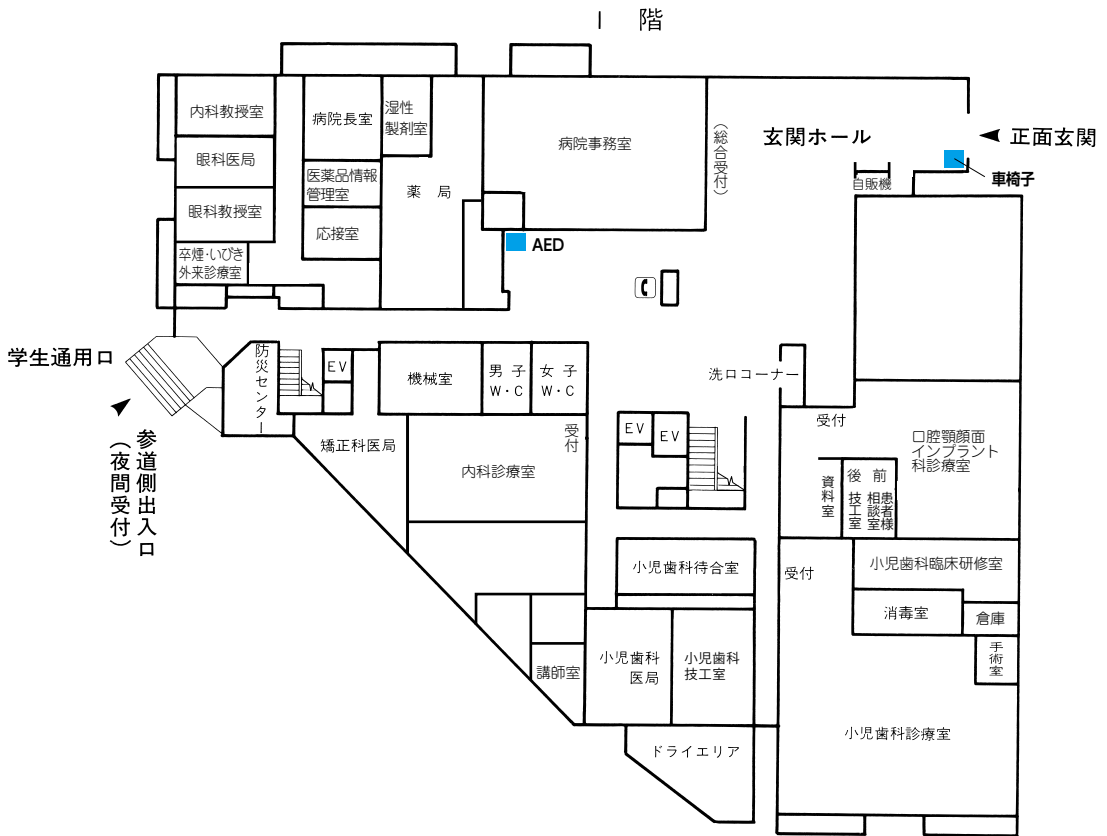 1 階
内科教授室
病院長室
湿性
製剤室
病院事務室
（総合受付）
玄関ホール
正面玄関
車椅子
自販機
眼科医局
医薬品情報
管理室
薬局
眼科教授室
応接室
卒煙・いびき
外来診療室
AED
学生通用口
防災センター
EV
機械室
男子
W・C
女子
W・C
洗口コーナー
参道側出入口
（夜間受付）
矯正科医局
受付
内科診療室
EV
EV
受付
口腔顎顔面
インプラント
科診療室
資料室
後
技工室
前
患者様
相談室
小児歯科待合室
受付
小児歯科臨床研修室
消毒室
倉庫
手術室
講師室
小児歯科
医局
小児歯科
技工室
小児歯科診療室
ドライエリア